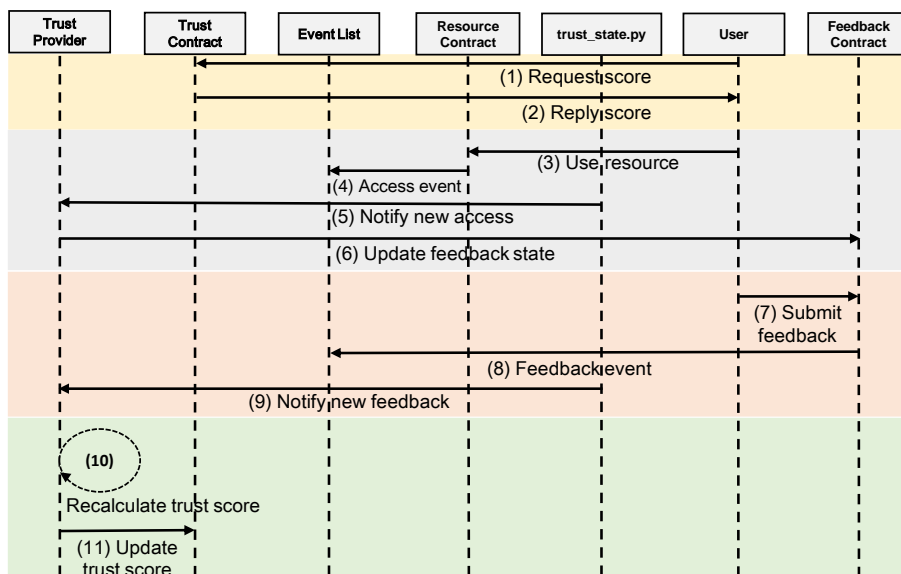 Trust
Provider
Trust
Contract
Event List
Resource
Contract
trust_state.py
User
Feedback
Contract
(1) Request score
(2) Reply score
(3) Use resource
(4) Access event
(5) Notify new access
(6) Update feedback state
(7) Submit
feedback
(8) Feedback event
(9) Notify new feedback
(10)
Recalculate trust score
(11) Update
trust score